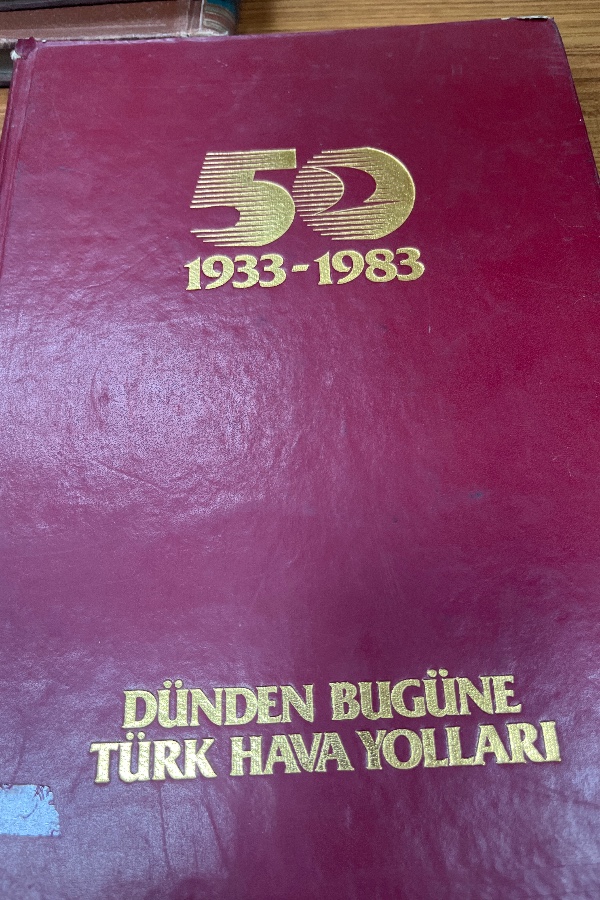 50
1933-1983
DÜNDEN BUGÜNE
TÜRK HAVA YOLLARI